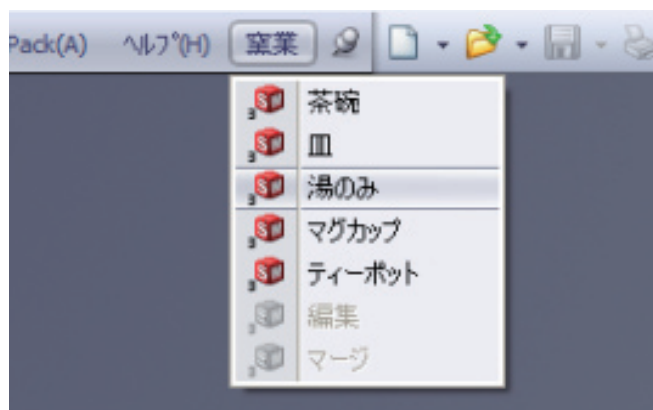 Pack(A) ヘルプ(H) 窯業
茶碗
皿
湯のみ
マグカップ
ティーポット
編集
マージ